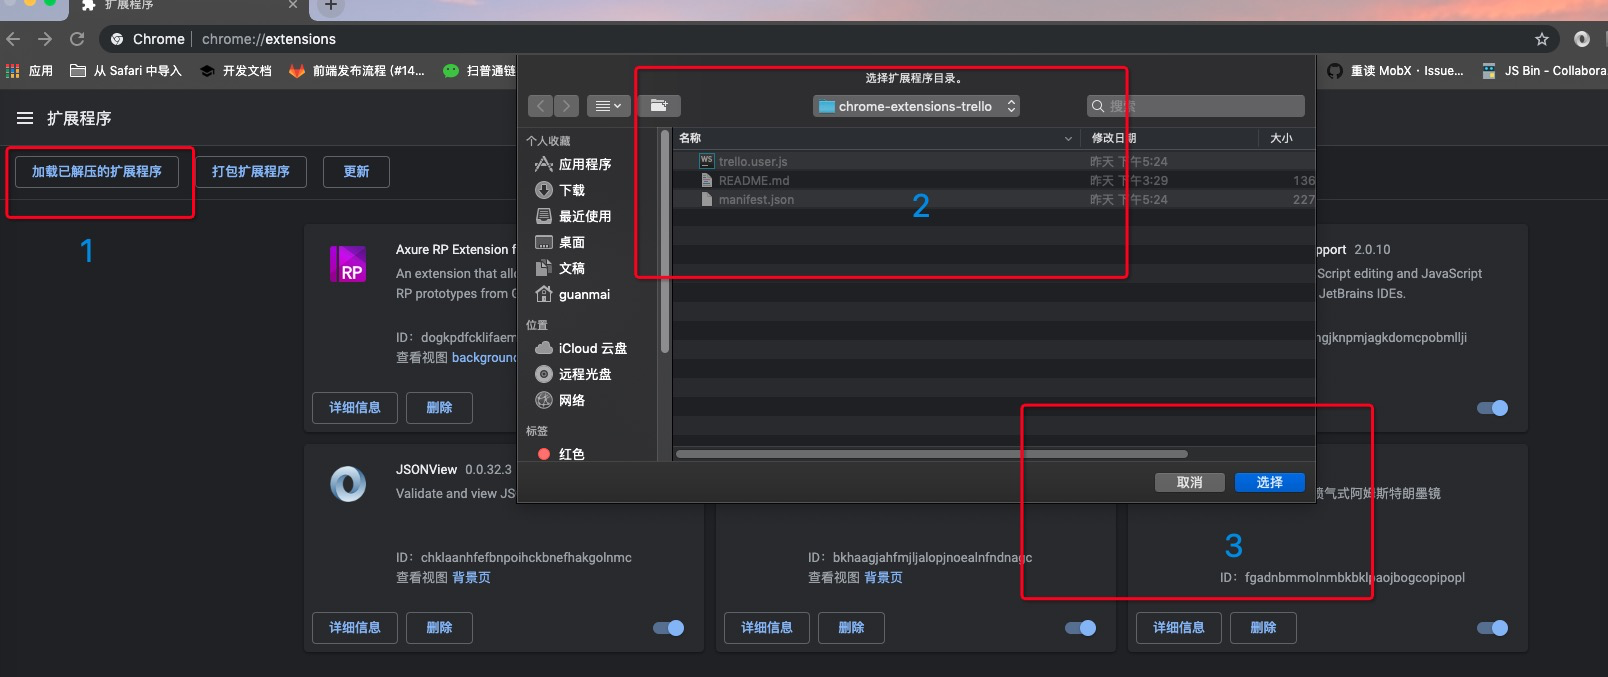 扩展程序
Chrome
chrome://extensions
应用
从 Safari 中导入
开发文档
前端发布流程 (#14...
扫普通链
重读 MobX · Issue...
JS Bin - Collabora
扩展程序
加载已解压的扩展程序
打包扩展程序
更新
1
选择扩展程序目录。
chrome-extensions-trello
搜索
个人收藏
应用程序
下载
最近使用
桌面
文稿
guanmai
位置
iCloud 云盘
远程光盘
网络
标签
红色
名称
修改日期
大小
WS
trello.user.js
昨天 下午5:24
README.md
昨天 下午3:29
136
manifest.json
昨天 下午5:24
227
2
取消
选择
3
RP
Axure RP Extension f
An extension that all
RP prototypes from
ID：dogkpdfcklifaem
查看视图 background
详细信息
删除
pport 2.0.10
Script editing and JavaScript
JetBrains IDEs.
ngjknpmjagkdomcpobmllji
JSONView 0.0.32.3
Validate and view JS
ID：chklaanhfefbnpoihckbnefhakgolnmc
查看视图 背景页
详细信息
删除
ID：bkhaagjahfmjljalopjnoealnfndnagc
查看视图 背景页
详细信息
删除
喷气式阿姆斯特朗墨镜
ID：fgadnbmmolnmbkbklpaojbogcopipopl
详细信息
删除